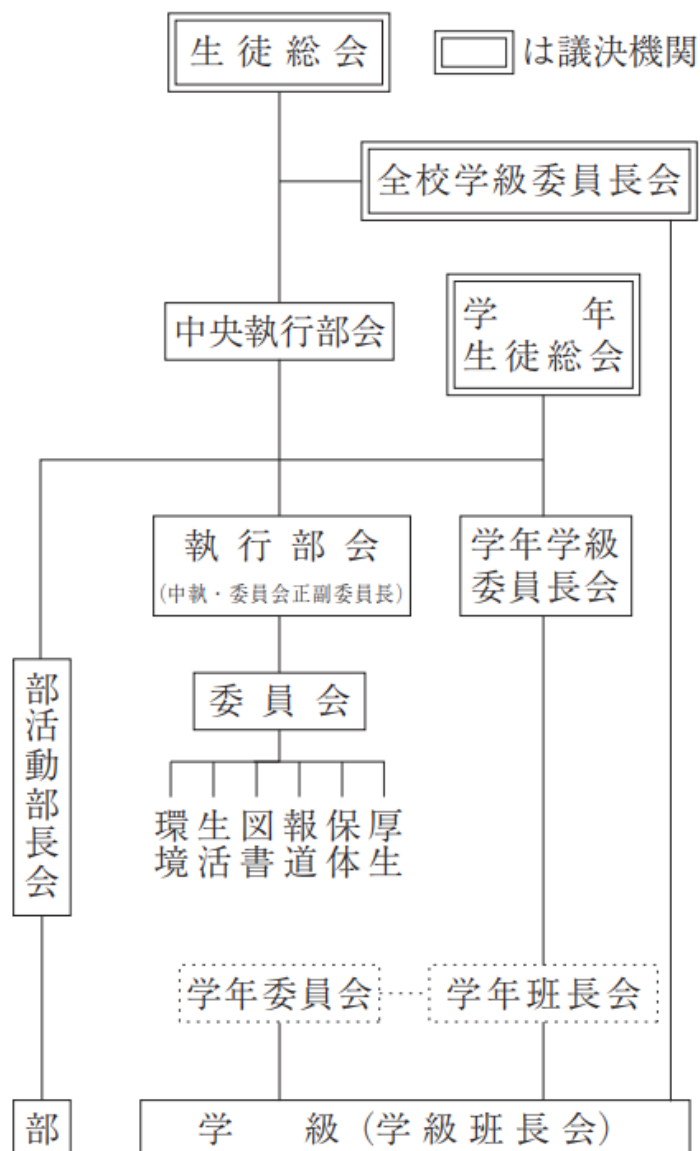 生徒総会
は議決機関
全校学級委員長会
中央執行部会
学年
生徒総会
執行部会
(中執・委員会正副委員長)
学年学級
委員長会
部活動部長会
委員会
環境
生活
図書
報道
保体
厚生
学年委員会
学年班長会
部
学級(学級班長会)